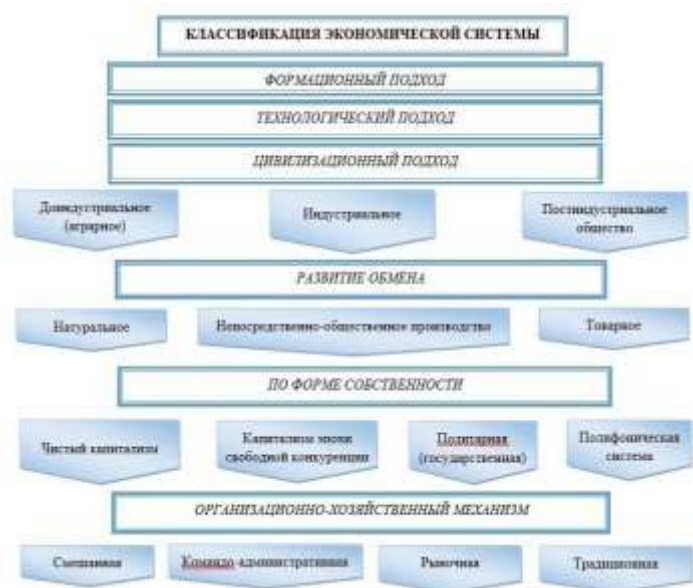 КЛАССИФИКАЦИЯ ЭКОНОМИЧЕСКОЙ СИСТЕМЫ
ФОРМАЦИОННЫЙ ПОДХОД
ТЕХНОЛОГИЧЕСКИЙ ПОДХОД
ЦИВИЛИЗАЦИОННЫЙ ПОДХОД
Доиндустриальное
(аграрное)
Индустриальное
Постиндустриальное
общество
РАЗВИТИЕ ОБМЕНА
Натуральное
Непосредственно-общественное производство
Товарное
ПО ФОРМЕ СОБСТВЕННОСТИ
Чистый капитализм
Капитализм эпохи
свободной конкуренции
Политарная
(государственная)
Полифоническая
система
ОРГАНИЗАЦИОННО-ХОЗЯЙСТВЕННЫЙ МЕХАНИЗМ
Смешанная
Командо-административная
Рыночная
Традиционная